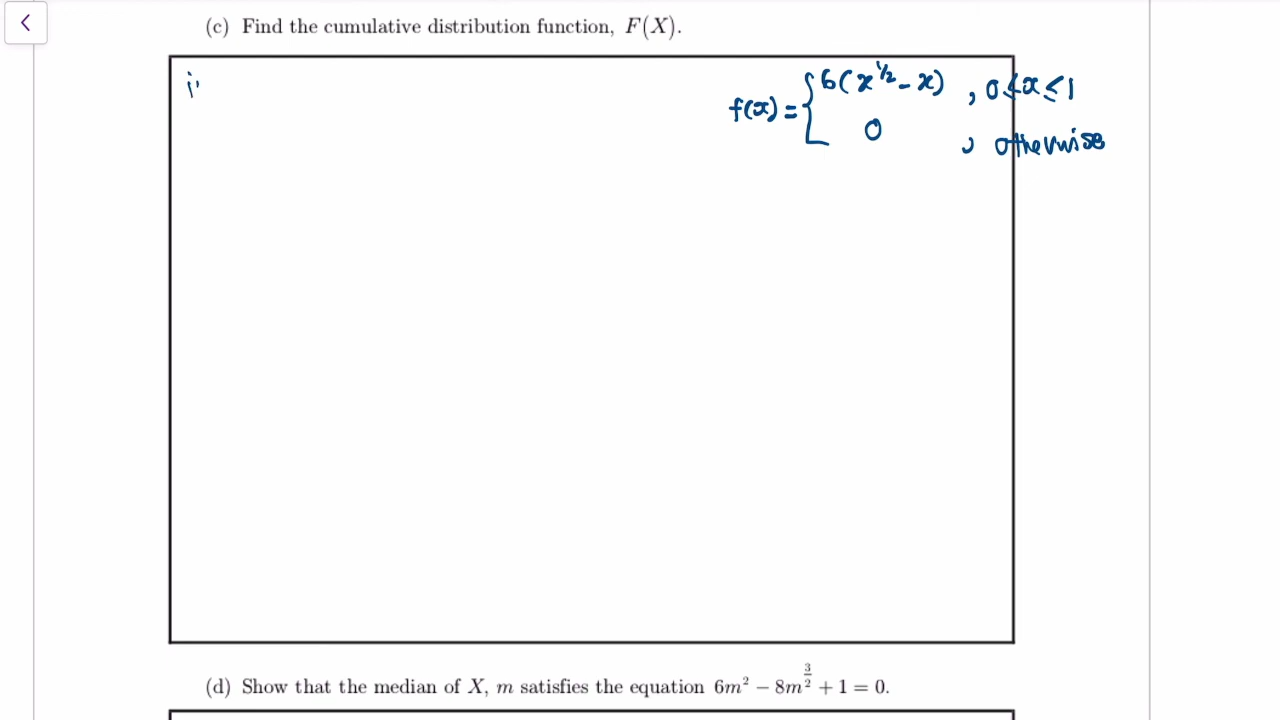 (c) Find the cumulative distribution function, F(X).
i)
f(x) = { 6(x^{1/2} - x) , 0 ≤ x ≤ 1
0 , otherwise
(d) Show that the median of X, m satisfies the equation 6m² − 8m^{3/2} + 1 = 0.